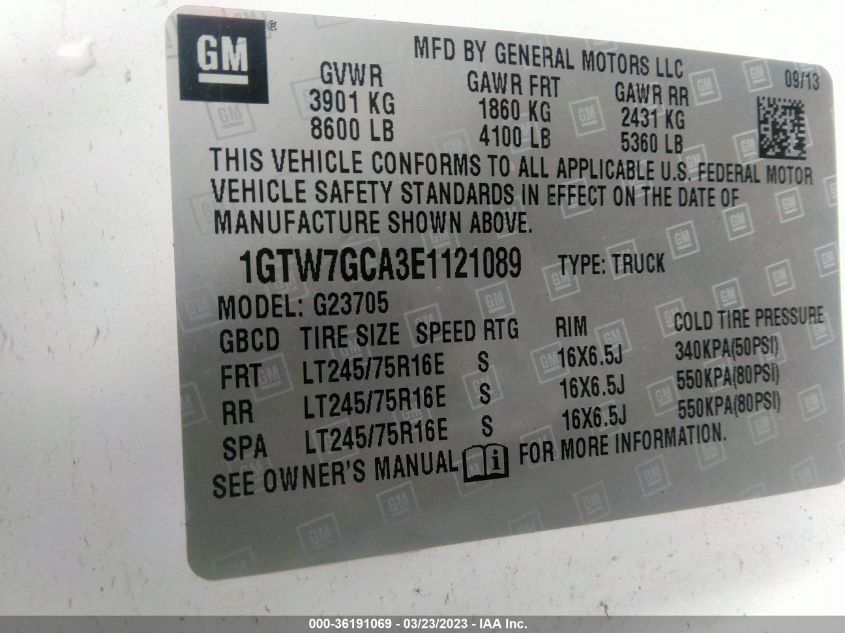 GM ®
MFD BY GENERAL MOTORS LLC
09/13
GVWR GAWR FRT GAWR RR
3901 KG 1860 KG 2431 KG
8600 LB 4100 LB 5360 LB
THIS VEHICLE CONFORMS TO ALL APPLICABLE U.S. FEDERAL MOTOR
VEHICLE SAFETY STANDARDS IN EFFECT ON THE DATE OF
MANUFACTURE SHOWN ABOVE.
1GTW7GCA3E1121089 TYPE: TRUCK
MODEL: G23705
GBCD TIRE SIZE SPEED RTG RIM COLD TIRE PRESSURE
FRT LT245/75R16E S 16X6.5J 340KPA(50PSI)
RR LT245/75R16E S 16X6.5J 550KPA(80PSI)
SPA LT245/75R16E S 16X6.5J 550KPA(80PSI)
SEE OWNER'S MANUAL i FOR MORE INFORMATION.
000-36191069 - 03/23/2023 - IAA Inc.